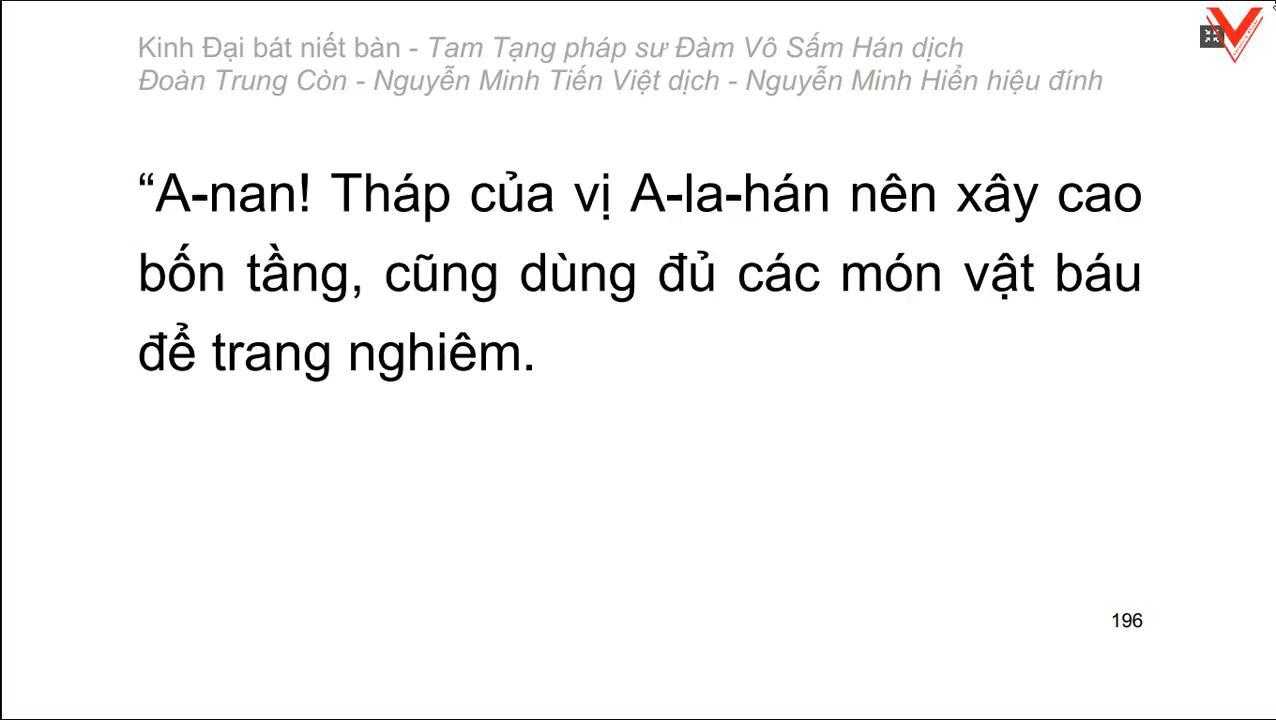 Kinh Đại bát niết bàn - Tam Tạng pháp sư Đàm Vô Sấm Hán dịch
Đoàn Trung Còn - Nguyễn Minh Tiến Việt dịch - Nguyễn Minh Hiển hiệu đính
“A-nan! Tháp của vị A-la-hán nên xây cao
bốn tầng, cũng dùng đủ các món vật báu
để trang nghiêm.
196